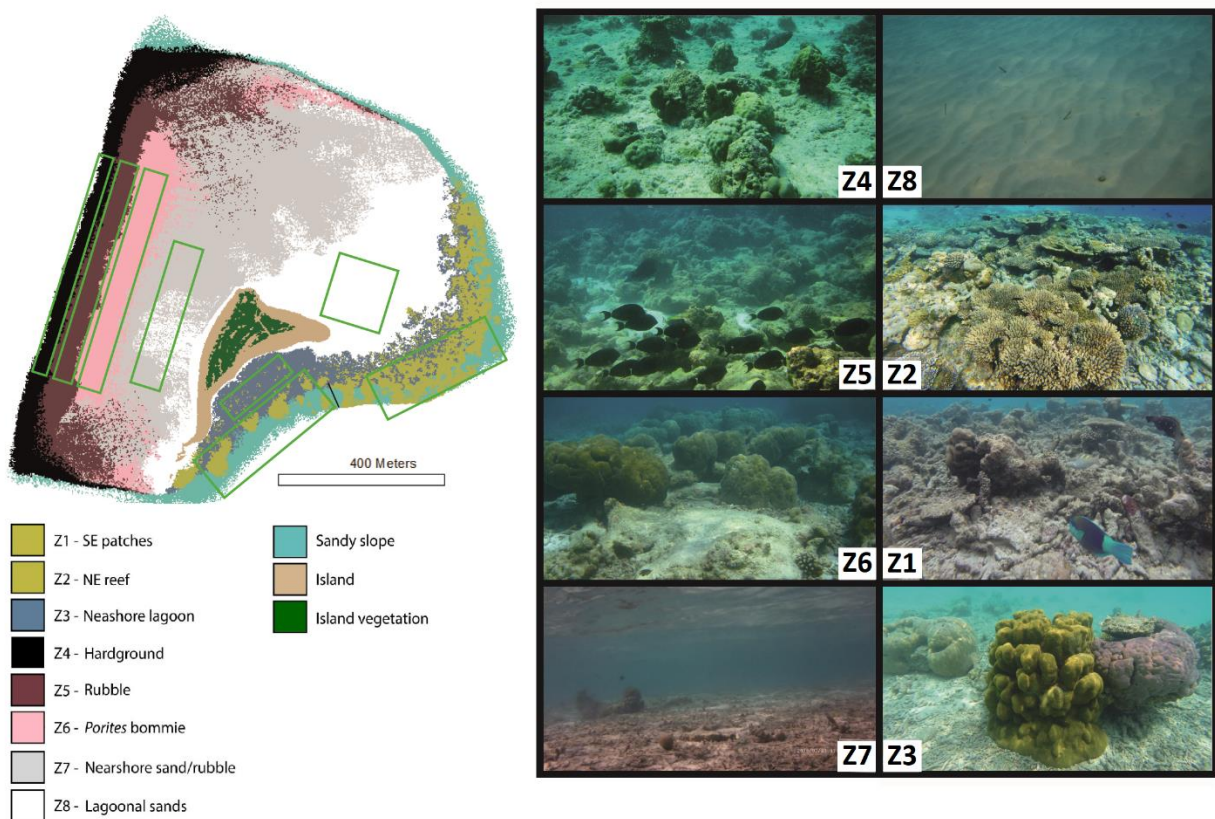 400 Meters
Z1 - SE patches
Z2 - NE reef
Z3 - Neashore lagoon
Z4 - Hardground
Z5 - Rubble
Z6 - Porites bommie
Z7 - Nearshore sand/rubble
Z8 - Lagoonal sands
Sandy slope
Island
Island vegetation
Z4
Z8
Z5
Z2
Z6
Z1
Z7
Z3